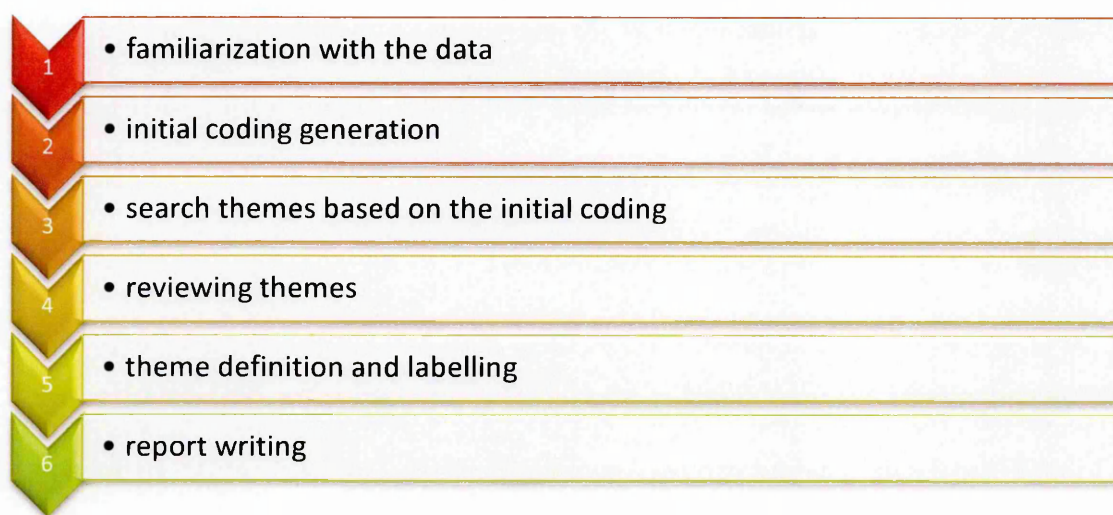 1
• familiarization with the data
2
• initial coding generation
3
• search themes based on the initial coding
4
• reviewing themes
5
• theme definition and labelling
6
• report writing